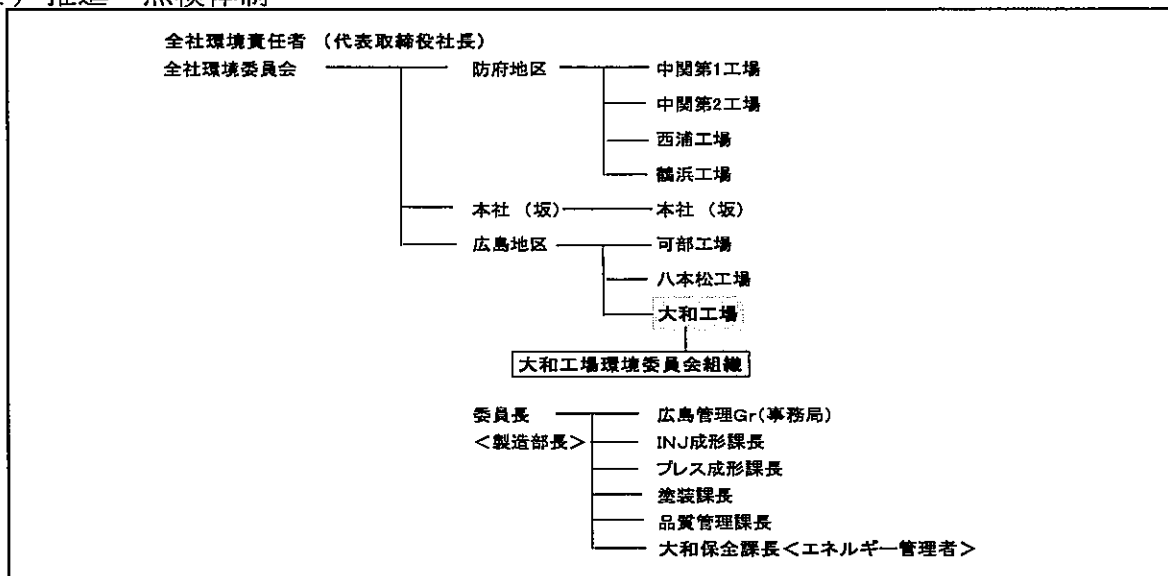 推進・点検体制
全社環境責任者 （代表取締役社長）
全社環境委員会 防府地区 中関第1工場
中関第2工場
西浦工場
鶴浜工場
本社 （坂） 本社 （坂）
広島地区 可部工場
八本松工場
大和工場
大和工場環境委員会組織
委員長 広島管理Gr(事務局)
＜製造部長＞ INJ成形課長
プレス成形課長
塗装課長
品質管理課長
大和保全課長＜エネルギー管理者＞